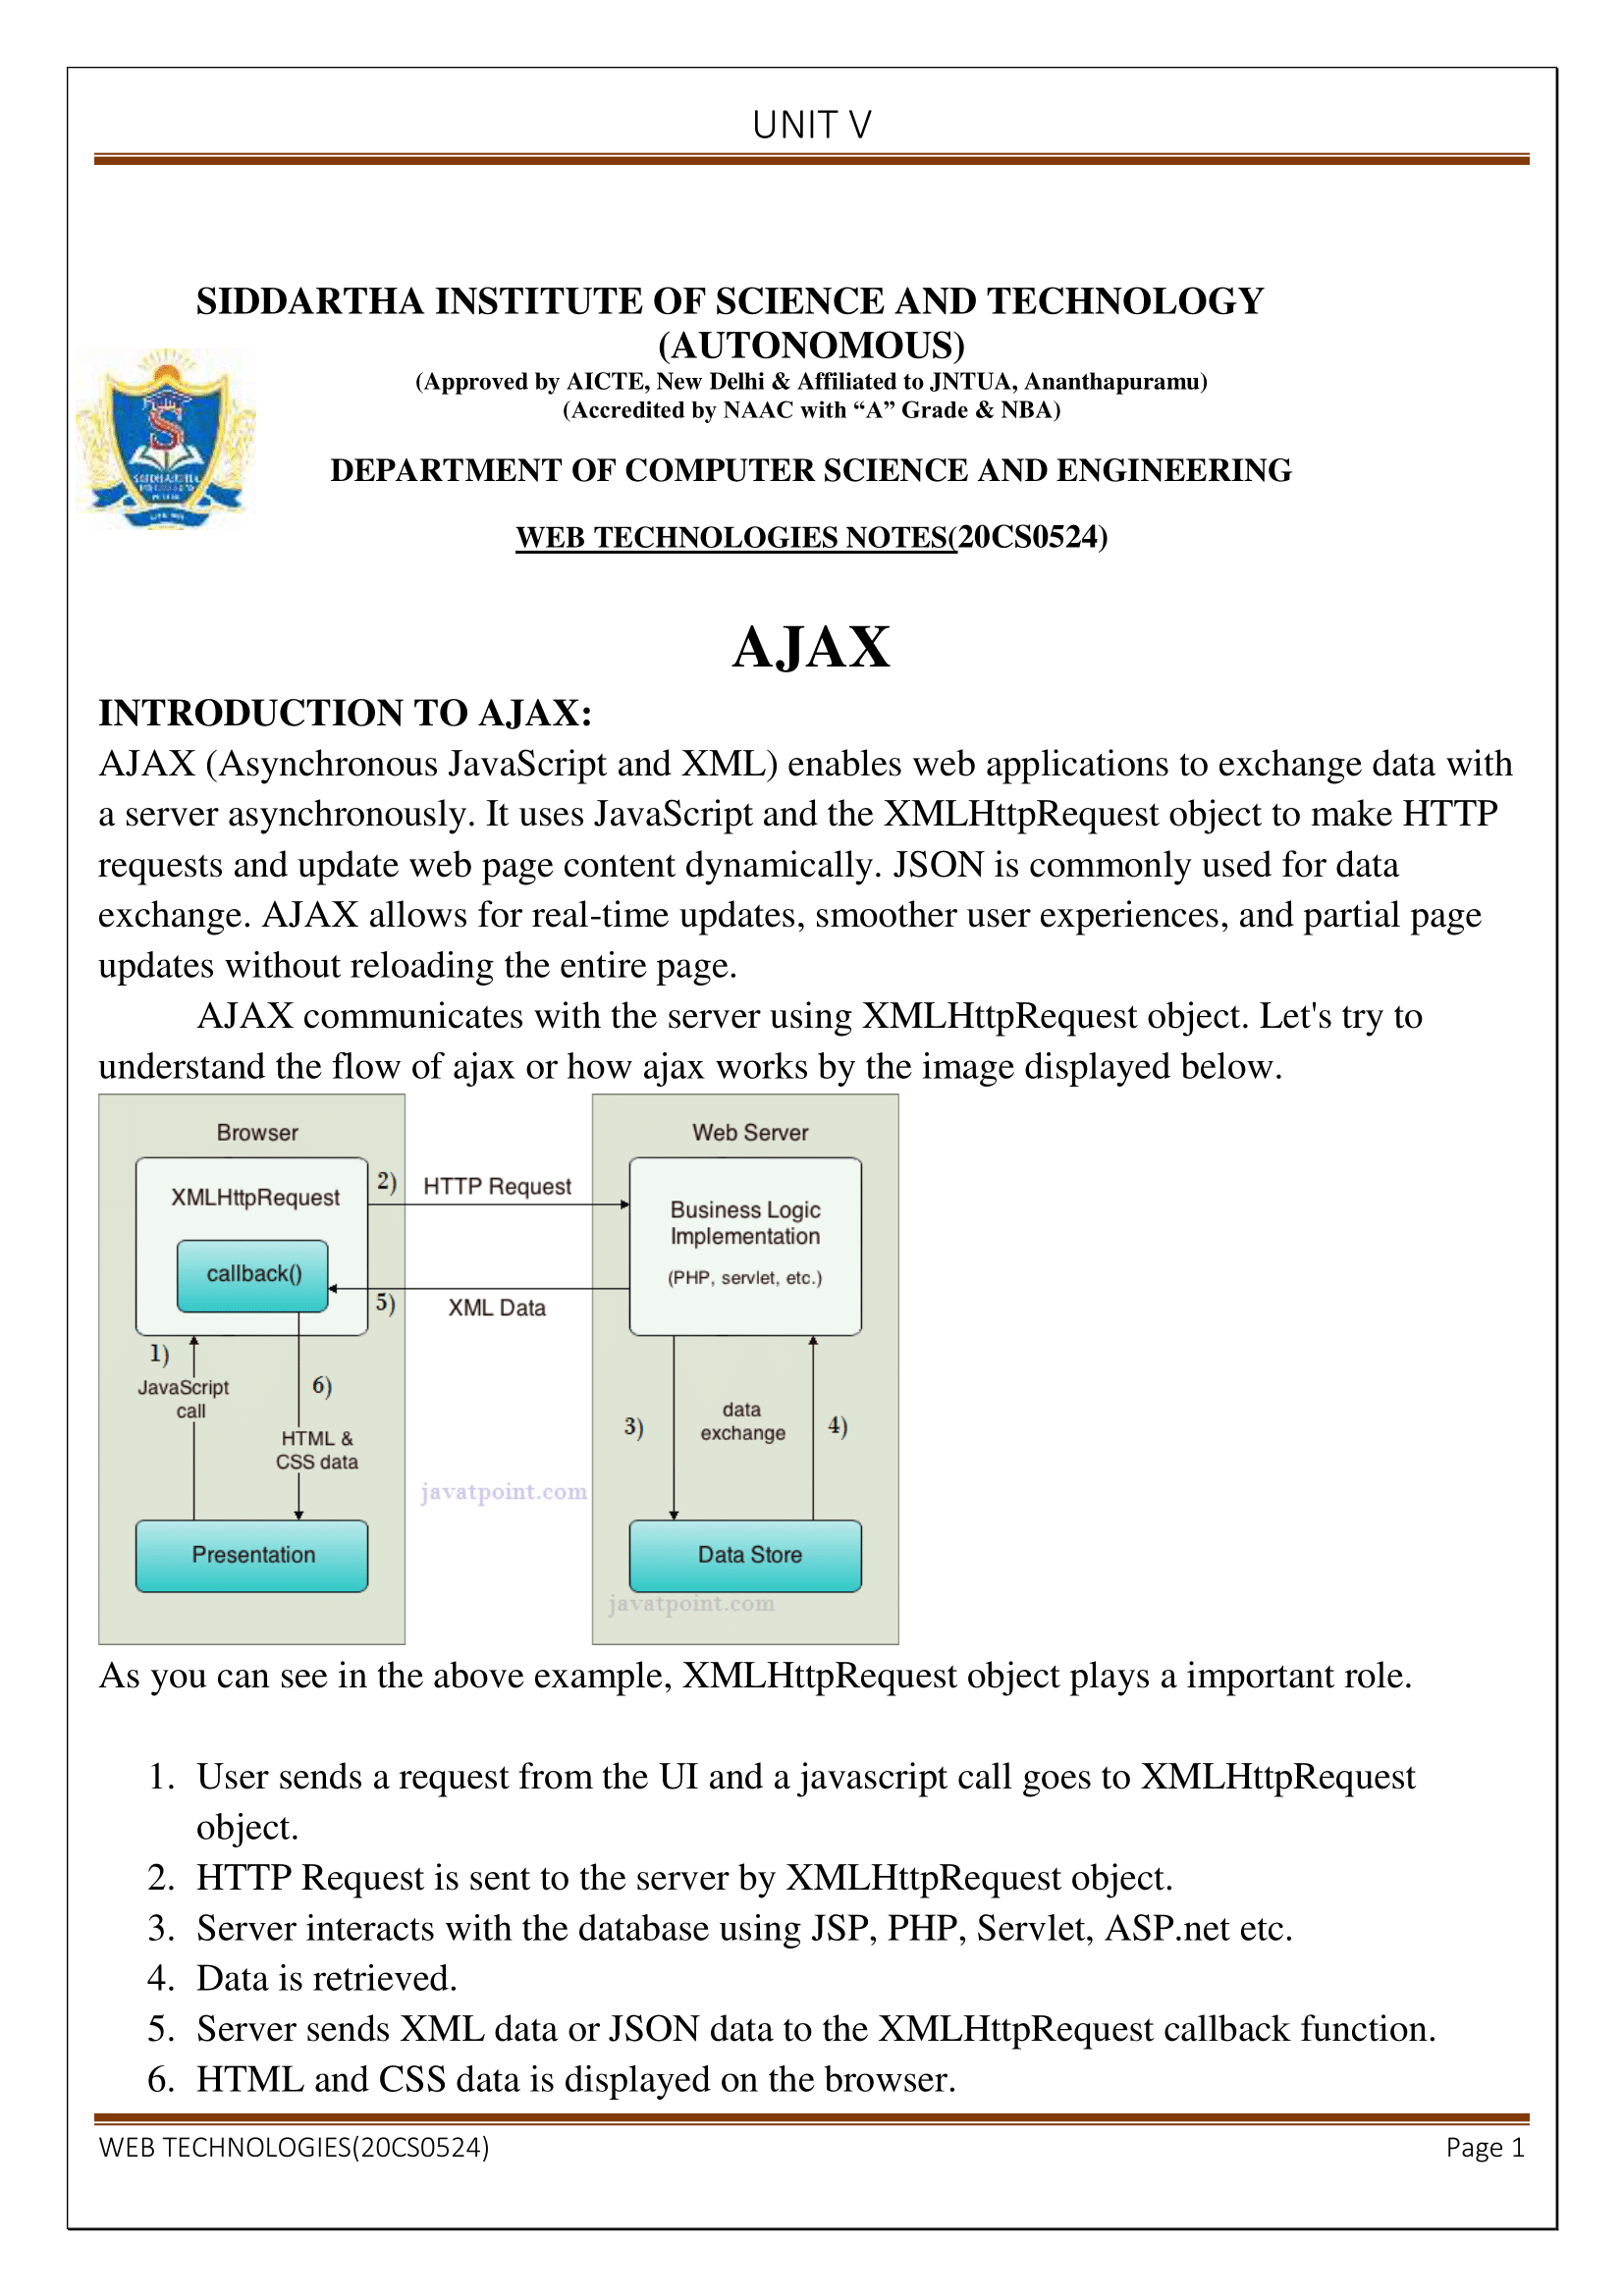 UNIT V
SIDDARTHA INSTITUTE OF SCIENCE AND TECHNOLOGY
(AUTONOMOUS)
(Approved by AICTE, New Delhi & Affiliated to JNTUA, Ananthapuramu)
(Accredited by NAAC with “A” Grade & NBA)
DEPARTMENT OF COMPUTER SCIENCE AND ENGINEERING
WEB TECHNOLOGIES NOTES(20CS0524)
AJAX
INTRODUCTION TO AJAX:
AJAX (Asynchronous JavaScript and XML) enables web applications to exchange data with
a server asynchronously. It uses JavaScript and the XMLHttpRequest object to make HTTP
requests and update web page content dynamically. JSON is commonly used for data
exchange. AJAX allows for real-time updates, smoother user experiences, and partial page
updates without reloading the entire page.
AJAX communicates with the server using XMLHttpRequest object. Let's try to
understand the flow of ajax or how ajax works by the image displayed below.
Browser
XMLHttpRequest
callback()
1)
JavaScript
call
6)
HTML &
CSS data
Presentation
2)
HTTP Request
5)
XML Data
javatpoint.com
Web Server
Business Logic
Implementation
(PHP, servlet, etc.)
3)
data
exchange
4)
Data Store
javatpoint.com
As you can see in the above example, XMLHttpRequest object plays a important role.
1. User sends a request from the UI and a javascript call goes to XMLHttpRequest
object.
2. HTTP Request is sent to the server by XMLHttpRequest object.
3. Server interacts with the database using JSP, PHP, Servlet, ASP.net etc.
4. Data is retrieved.
5. Server sends XML data or JSON data to the XMLHttpRequest callback function.
6. HTML and CSS data is displayed on the browser.
WEB TECHNOLOGIES(20CS0524)
Page 1